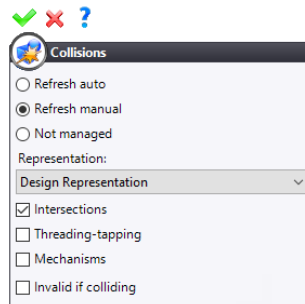 Collisions
Refresh auto
Refresh manual
Not managed
Representation:
Design Representation
Intersections
Threading-tapping
Mechanisms
Invalid if colliding